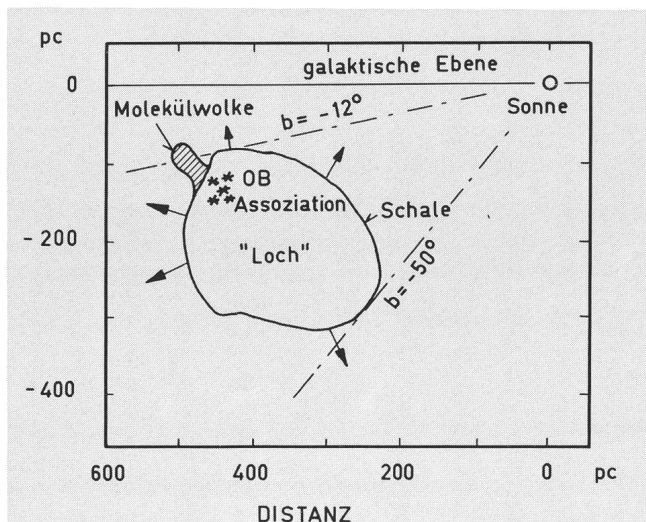 pc
galaktische Ebene
0
Sonne
Molekülwolke
b = -12°
OB
Assoziation
Schale
-200
"Loch"
b = -50°
-400
600 400 200 0 pc
DISTANZ